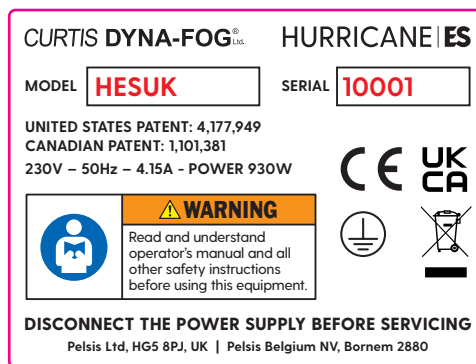 CURTIS DYNA-FOG® Ltd. HURRICANE|ES
MODEL HESUK SERIAL 10001
UNITED STATES PATENT: 4,177,949
CANADIAN PATENT: 1,101,381
230V – 50Hz – 4.15A - POWER 930W
CE UK CA
⚠ WARNING
Read and understand
operator's manual and all
other safety instructions
before using this equipment.
DISCONNECT THE POWER SUPPLY BEFORE SERVICING
Pelsis Ltd, HG5 8PJ, UK | Pelsis Belgium NV, Bornem 2880